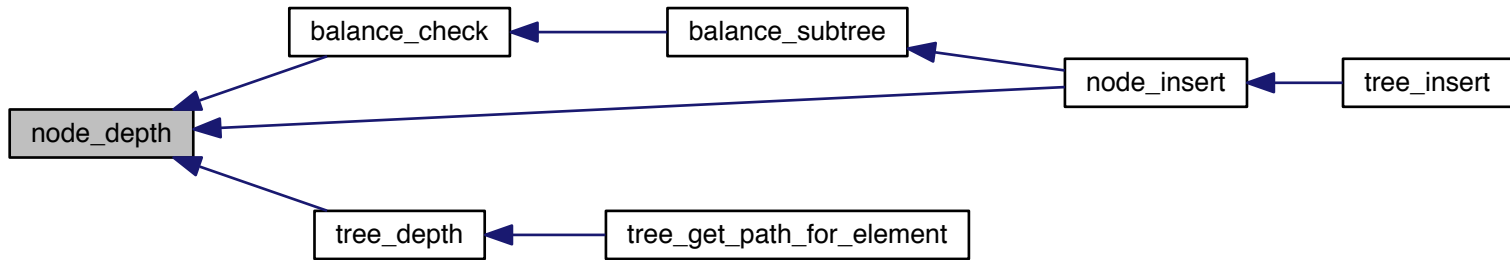 balance_check
balance_subtree
node_insert
tree_insert
node_depth
tree_depth
tree_get_path_for_element